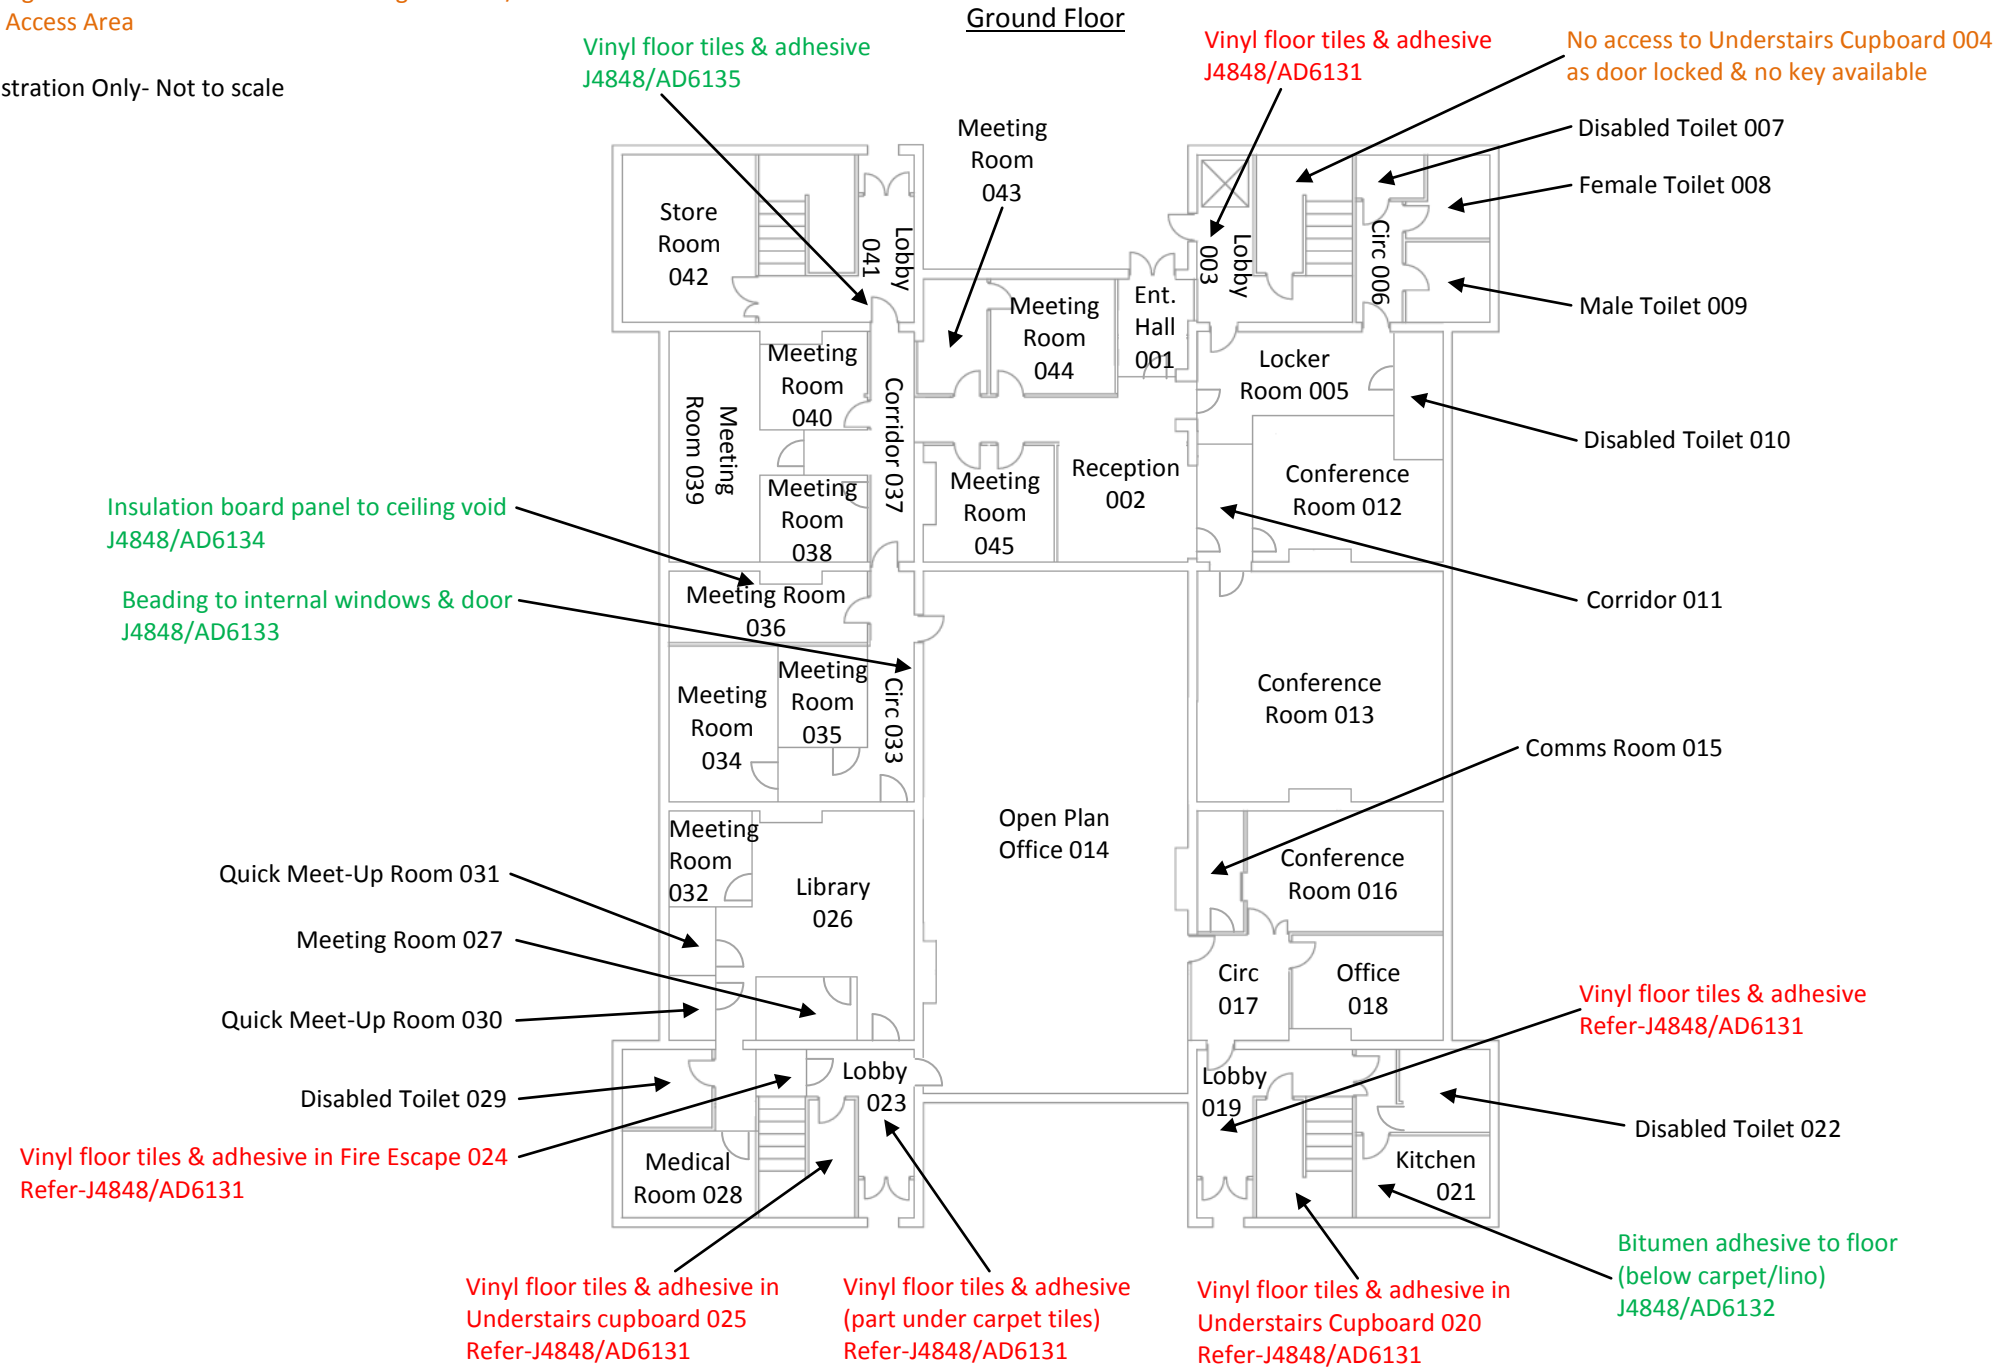 Access Area
stration Only- Not to scale
Ground Floor
Vinyl floor tiles & adhesive
J4848/AD6135
Vinyl floor tiles & adhesive
J4848/AD6131
No access to Understairs Cupboard 004
as door locked & no key available
Meeting
Room
043
Disabled Toilet 007
Female Toilet 008
Male Toilet 009
Store
Room
042
Lobby
041
Lobby
003
Circ 006
Meeting
Room
044
Ent.
Hall
001
Locker
Room 005
Meeting
Room
040
Meeting
Room 039
Corridor 037
Disabled Toilet 010
Meeting
Room
038
Meeting
Room
045
Reception
002
Conference
Room 012
Insulation board panel to ceiling void
J4848/AD6134
Beading to internal windows & door
J4848/AD6133
Meeting Room
036
Corridor 011
Meeting
Room
034
Meeting
Room
035
Circ 033
Conference
Room 013
Comms Room 015
Open Plan
Office 014
Meeting
Room
032
Library
026
Conference
Room 016
Quick Meet-Up Room 031
Meeting Room 027
Quick Meet-Up Room 030
Circ
017
Office
018
Vinyl floor tiles & adhesive
Refer-J4848/AD6131
Disabled Toilet 029
Lobby
023
Lobby
019
Disabled Toilet 022
Vinyl floor tiles & adhesive in Fire Escape 024
Refer-J4848/AD6131
Medical
Room 028
Kitchen
021
Bitumen adhesive to floor
(below carpet/lino)
J4848/AD6132
Vinyl floor tiles & adhesive in
Understairs cupboard 025
Refer-J4848/AD6131
Vinyl floor tiles & adhesive
(part under carpet tiles)
Refer-J4848/AD6131
Vinyl floor tiles & adhesive in
Understairs Cupboard 020
Refer-J4848/AD6131